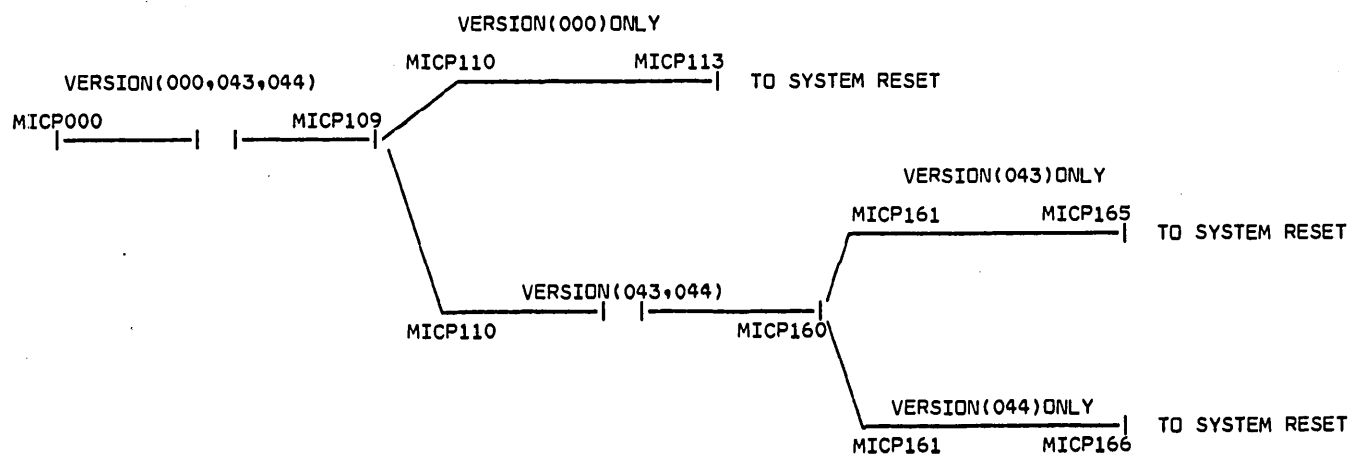 VERSION(000)ONLY
MICP110 MICP113
TO SYSTEM RESET
VERSION(000,043,044)
MICP000 MICP109
VERSION(043)ONLY
MICP161 MICP165
TO SYSTEM RESET
VERSION(043,044)
MICP110 MICP160
VERSION(044)ONLY
TO SYSTEM RESET
MICP161 MICP166